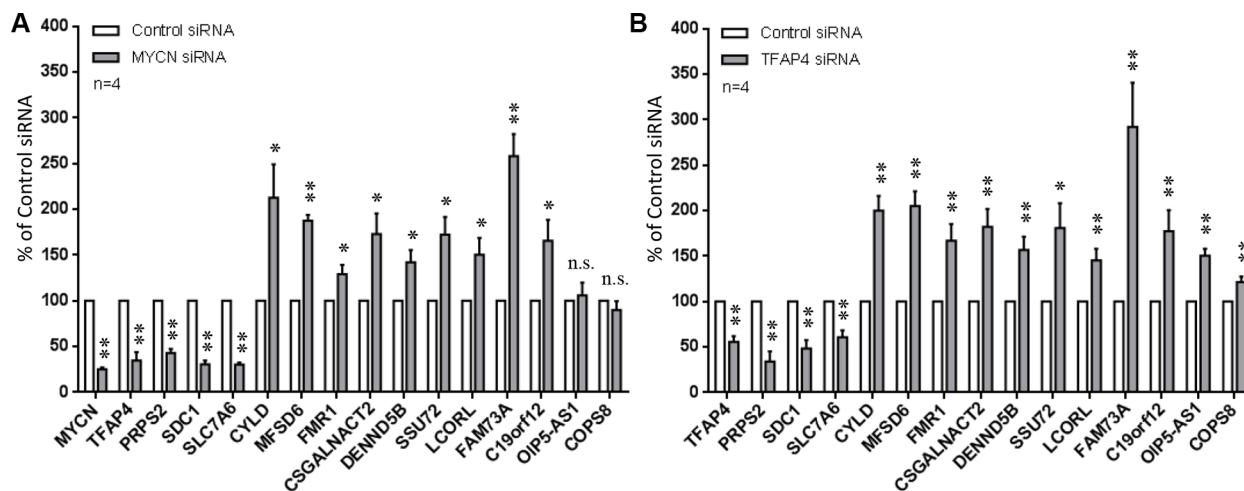 A
Control siRNA
MYCN siRNA
n=4
% of Control siRNA
400
350
300
250
200
150
100
50
0
**
**
**
**
**
*
**
*
*
*
*
*
**
*
n.s.
n.s.
MYCN
TFAP4
PRPS2
SDC1
SLC7A6
CYLD
MFSD6
FMR1
CSGALNACT2
DENND5B
SSU72
LCORL
FAM73A
C19orf12
OIP5-AS1
COPS8
B
Control siRNA
TFAP4 siRNA
n=4
% of Control siRNA
400
350
300
250
200
150
100
50
0
**
**
**
**
**
**
**
**
**
*
**
**
**
**
**
TFAP4
PRPS2
SDC1
SLC7A6
CYLD
MFSD6
FMR1
CSGALNACT2
DENND5B
SSU72
LCORL
FAM73A
C19orf12
OIP5-AS1
COPS8